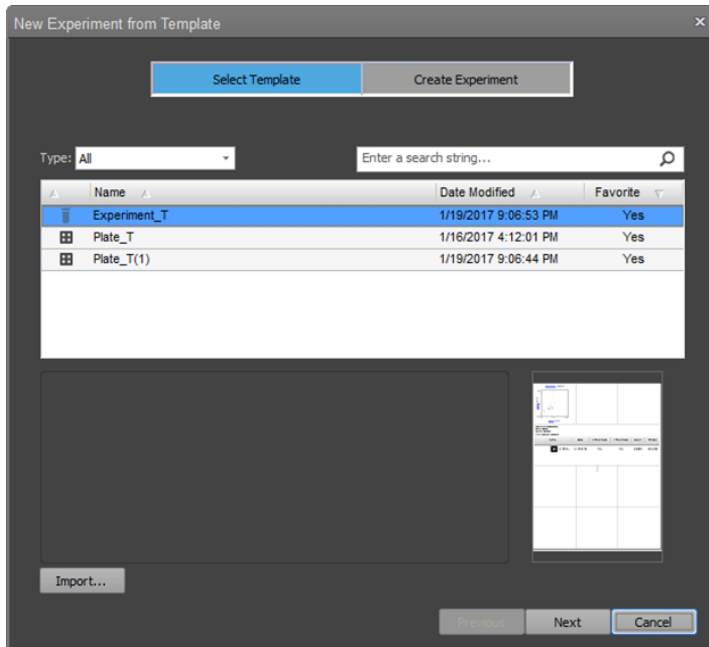 New Experiment from Template
Select Template Create Experiment
Type: All Enter a search string...
Name Date Modified Favorite
Experiment_T 1/19/2017 9:06:53 PM Yes
Plate_T 1/16/2017 4:12:01 PM Yes
Plate_T(1) 1/19/2017 9:06:44 PM Yes
Import...
Previous Next Cancel